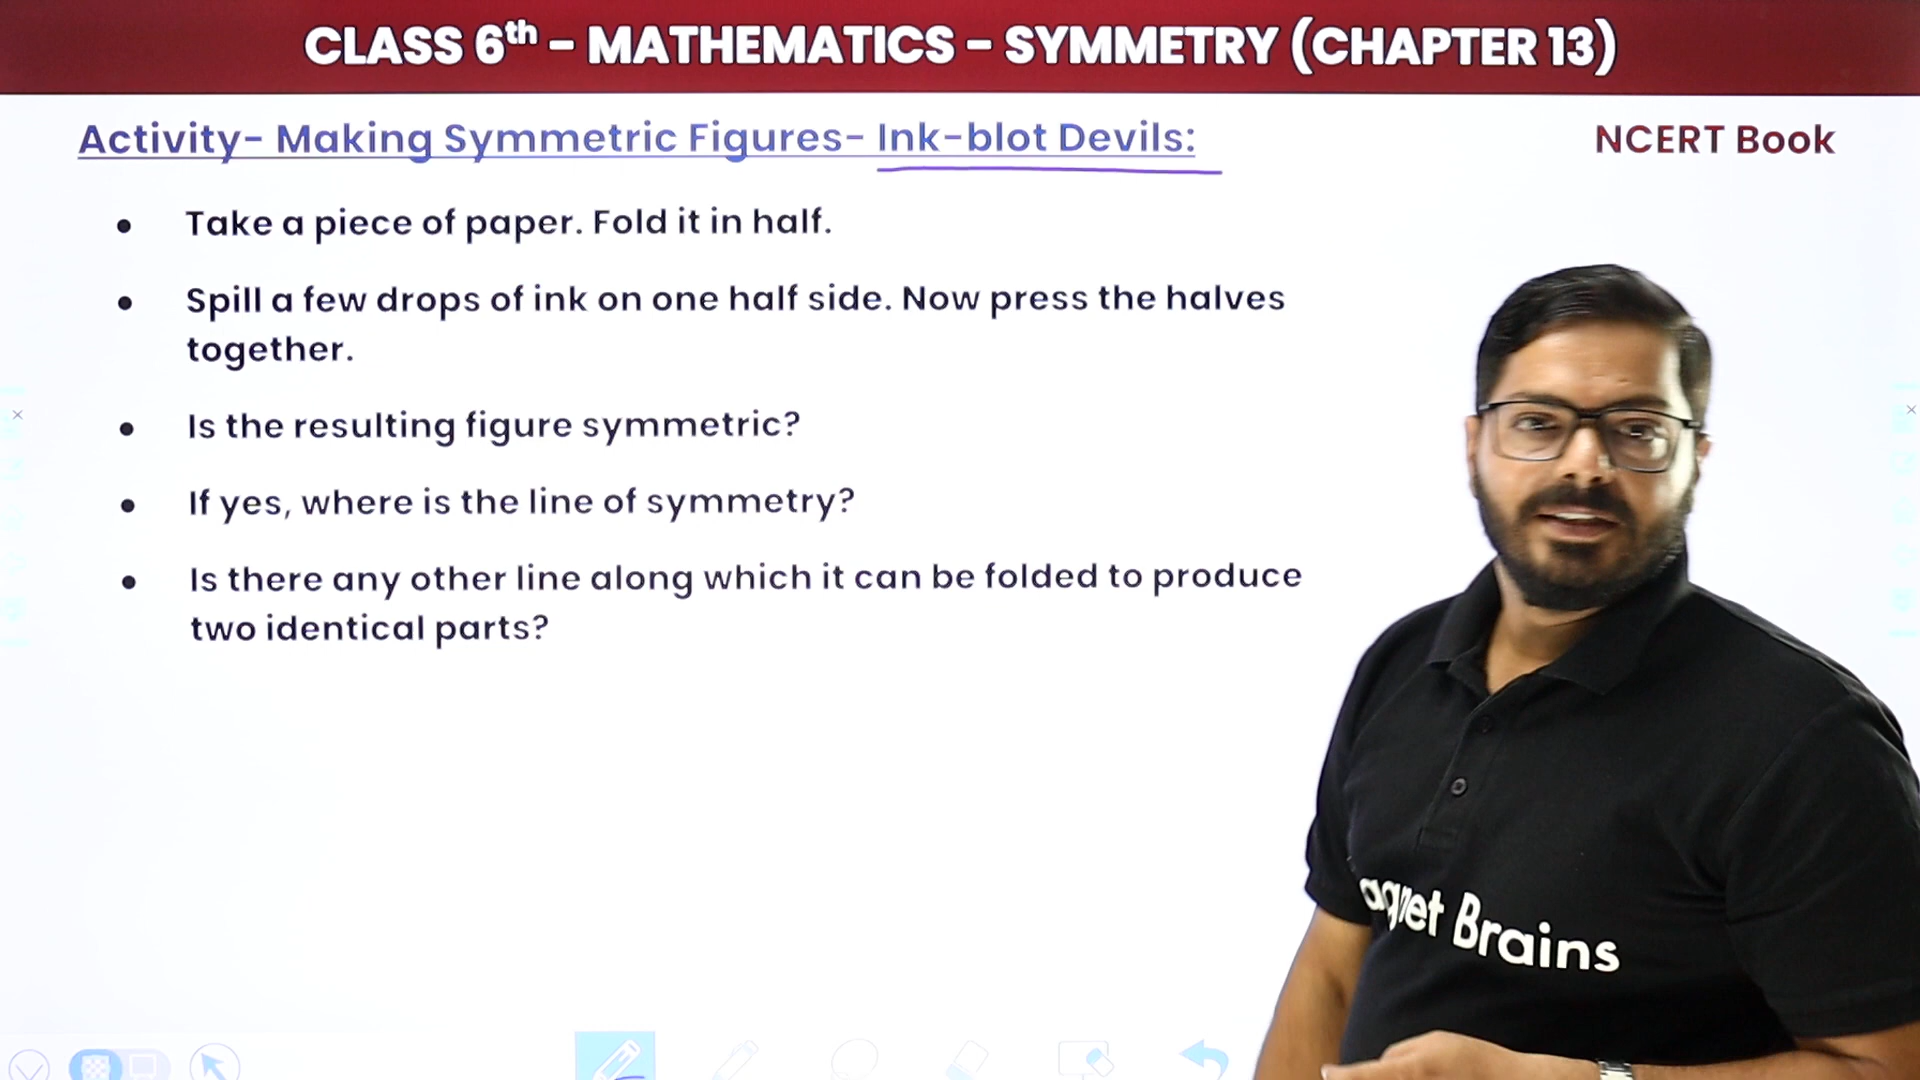 CLASS 6th - MATHEMATICS - SYMMETRY (CHAPTER 13)
Activity- Making Symmetric Figures- Ink-blot Devils:
NCERT Book
• Take a piece of paper. Fold it in half.
• Spill a few drops of ink on one half side. Now press the halves
together.
• Is the resulting figure symmetric?
• If yes, where is the line of symmetry?
• Is there any other line along which it can be folded to produce
two identical parts?
agnet Brains